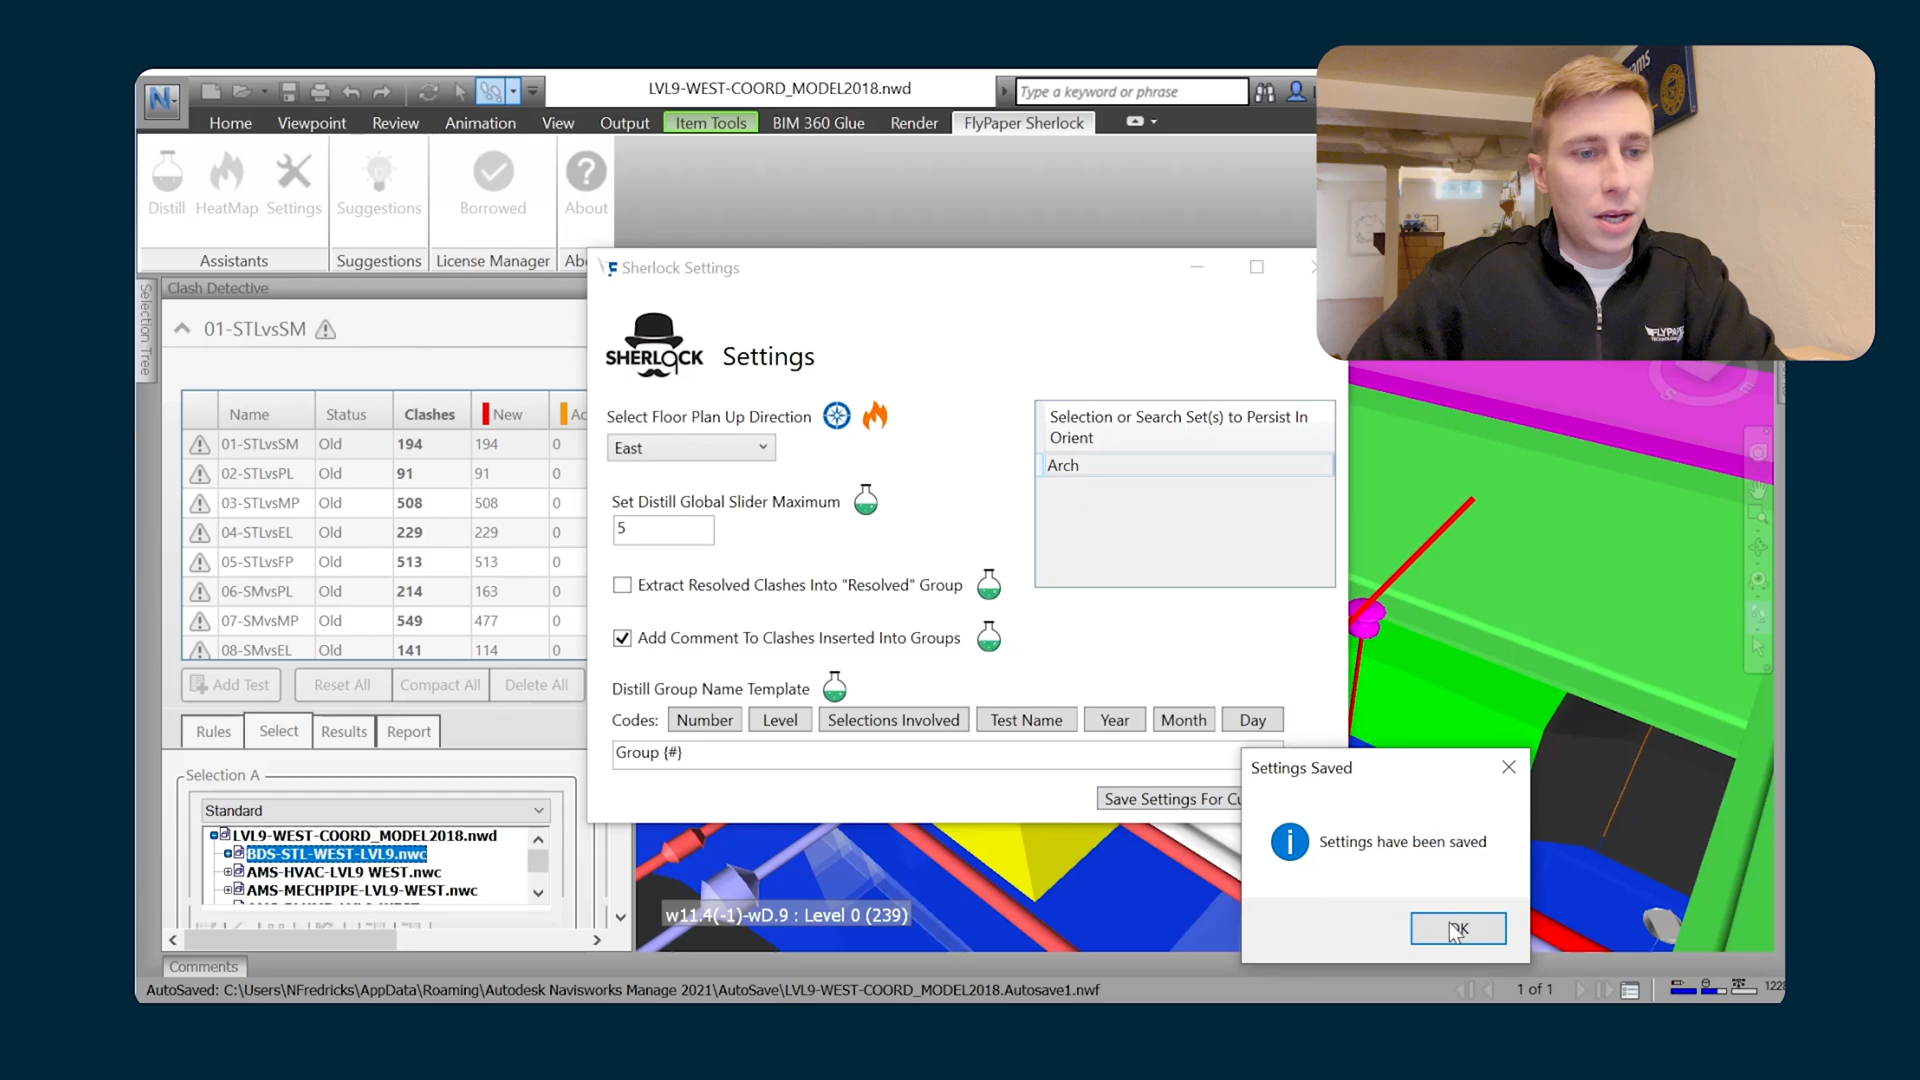 LVL9-WEST-COORD_MODEL2018.nwd
Type a keyword or phrase
Home Viewpoint Review Animation View Output Item Tools BIM 360 Glue Render FlyPaper Sherlock
Distill HeatMap Settings Suggestions Borrowed About
Assistants Suggestions License Manager Ab
Selection Tree
Clash Detective
01-STLvsSM
Name Status Clashes New Ac
01-STLvsSM Old 194 194 0
02-STLvsPL Old 91 91 0
03-STLvsMP Old 508 508 0
04-STLvsEL Old 229 229 0
05-STLvsFP Old 513 513 0
06-SMvsPL Old 214 163 0
07-SMvsMP Old 549 477 0
08-SMvsEL Old 141 114 0
Add Test Reset All Compact All Delete All
Rules Select Results Report
Selection A
Standard
LVL9-WEST-COORD_MODEL2018.nwd
BDS-STL-WEST-LVL9.nwc
AMS-HVAC-LVL9 WEST.nwc
AMS-MECHPIPE-LVL9-WEST.nwc
Comments
Sherlock Settings
SHERLOCK
Settings
Select Floor Plan Up Direction
East
Set Distill Global Slider Maximum
5
Extract Resolved Clashes Into "Resolved" Group
Add Comment To Clashes Inserted Into Groups
Distill Group Name Template
Codes: Number Level Selections Involved Test Name Year Month Day
Group {#}
Save Settings For Cu
Selection or Search Set(s) to Persist In
Orient
Arch
Settings Saved
Settings have been saved
OK
w11.4(-1)-wD.9 : Level 0 (239)
AutoSaved: C:\Users\NFredricks\AppData\Roaming\Autodesk Navisworks Manage 2021\AutoSave\LVL9-WEST-COORD_MODEL2018.Autosave1.nwf
1 of 1
1228
FLYPAPER